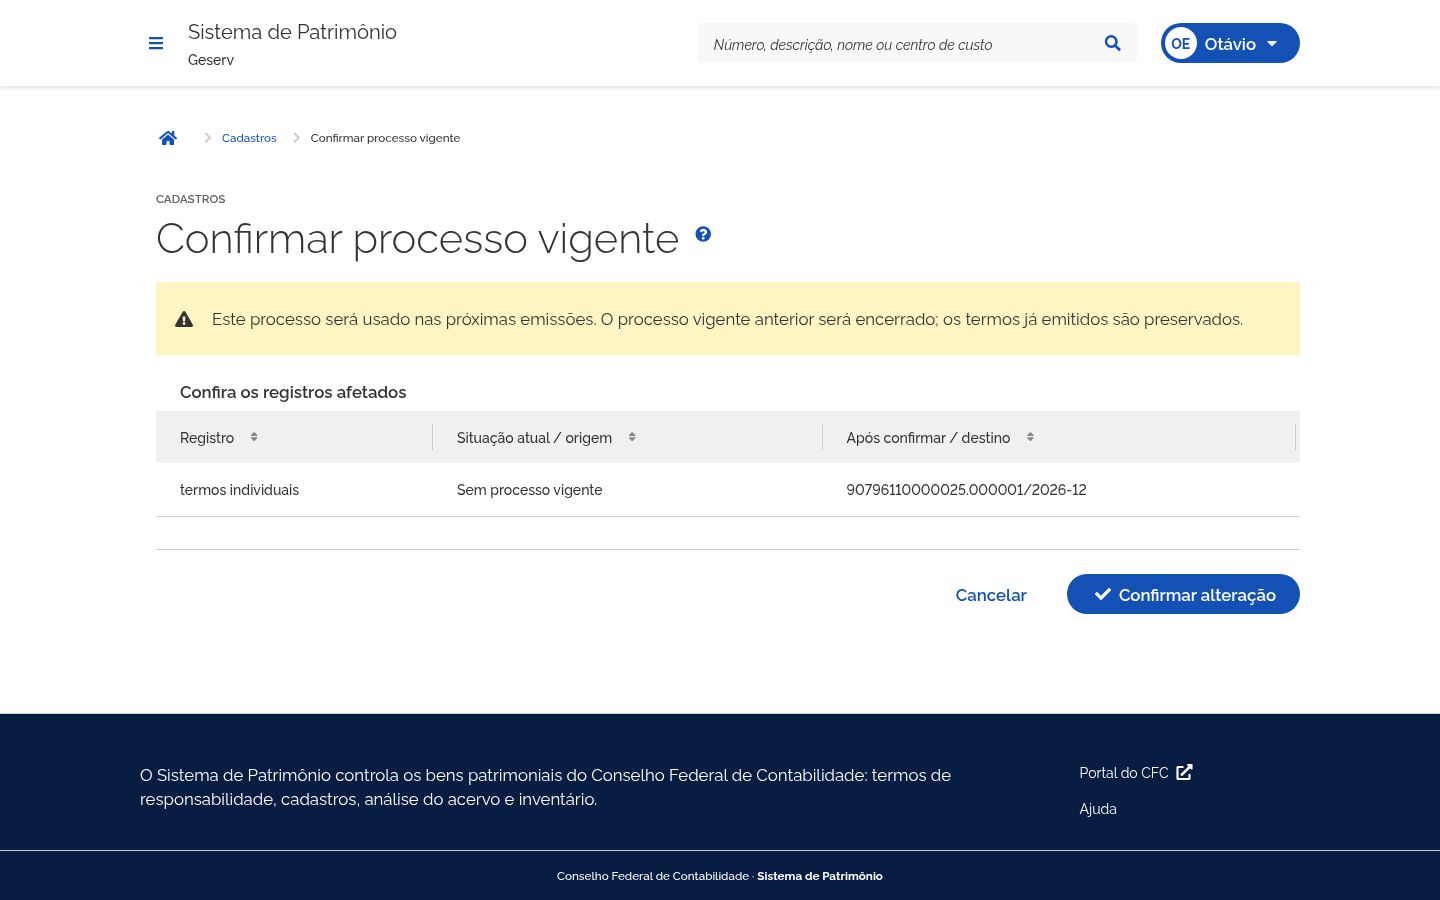 Sistema de Patrimônio
Geserv
Número, descrição, nome ou centro de custo
OE
Otávio
Cadastros
Confirmar processo vigente
CADASTROS
Confirmar processo vigente
Este processo será usado nas próximas emissões. O processo vigente anterior será encerrado; os termos já emitidos são preservados.
Confira os registros afetados
Registro
Situação atual / origem
Após confirmar / destino
termos individuais
Sem processo vigente
90796110000025.000001/2026-12
Cancelar
Confirmar alteração
O Sistema de Patrimônio controla os bens patrimoniais do Conselho Federal de Contabilidade: termos de
responsabilidade, cadastros, análise do acervo e inventário.
Portal do CFC
Ajuda
Conselho Federal de Contabilidade · Sistema de Patrimônio